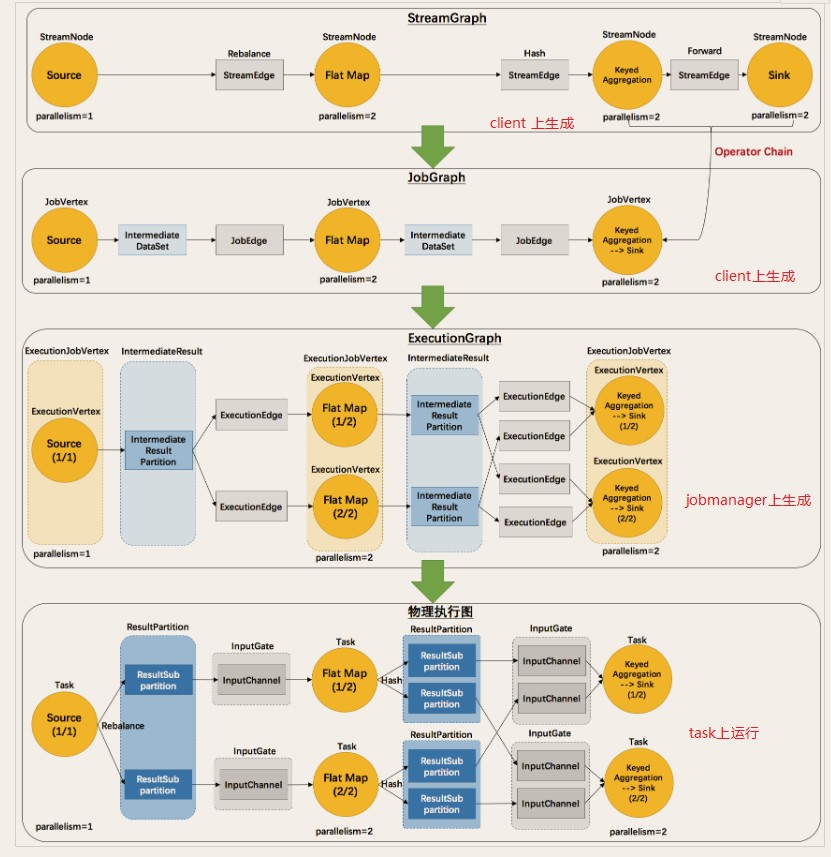 StreamGraph
StreamNode
StreamNode
StreamNode
StreamNode
Rebalance
Hash
Forward
Source
StreamEdge
Flat Map
StreamEdge
Keyed
Aggregation
StreamEdge
Sink
parallelism=1
parallelism=2
parallelism=2
parallelism=2
client 上生成
Operator Chain
JobGraph
JobVertex
JobVertex
JobVertex
Source
Intermediate
DataSet
JobEdge
Flat Map
Intermediate
DataSet
JobEdge
Keyed
Aggregation
--> Sink
parallelism=1
parallelism=2
parallelism=2
client上生成
ExecutionGraph
ExecutionJobVertex
IntermediateResult
ExecutionJobVertex
IntermediateResult
ExecutionJobVertex
ExecutionVertex
Source
(1/1)
Intermediate
Result
Partition
ExecutionEdge
ExecutionEdge
ExecutionVertex
Flat Map
(1/2)
ExecutionVertex
Flat Map
(2/2)
Intermediate
Result
Partition
Intermediate
Result
Partition
ExecutionEdge
ExecutionEdge
ExecutionEdge
ExecutionEdge
ExecutionVertex
Keyed
Aggregation
--> Sink
(1/2)
ExecutionVertex
Keyed
Aggregation
--> Sink
(2/2)
parallelism=1
parallelism=2
parallelism=2
jobmanager上生成
物理执行图
Task
Source
(1/1)
Rebalance
ResultPartition
ResultSub
partition
ResultSub
partition
InputGate
InputChannel
InputGate
InputChannel
Task
Flat Map
(1/2)
Hash
Task
Flat Map
(2/2)
Hash
ResultPartition
ResultSub
partition
ResultSub
partition
ResultPartition
ResultSub
partition
ResultSub
partition
InputGate
InputChannel
InputChannel
InputGate
InputChannel
InputChannel
Task
Keyed
Aggregation
--> Sink
(1/2)
Task
Keyed
Aggregation
--> Sink
(2/2)
parallelism=1
parallelism=2
parallelism=2
task上运行